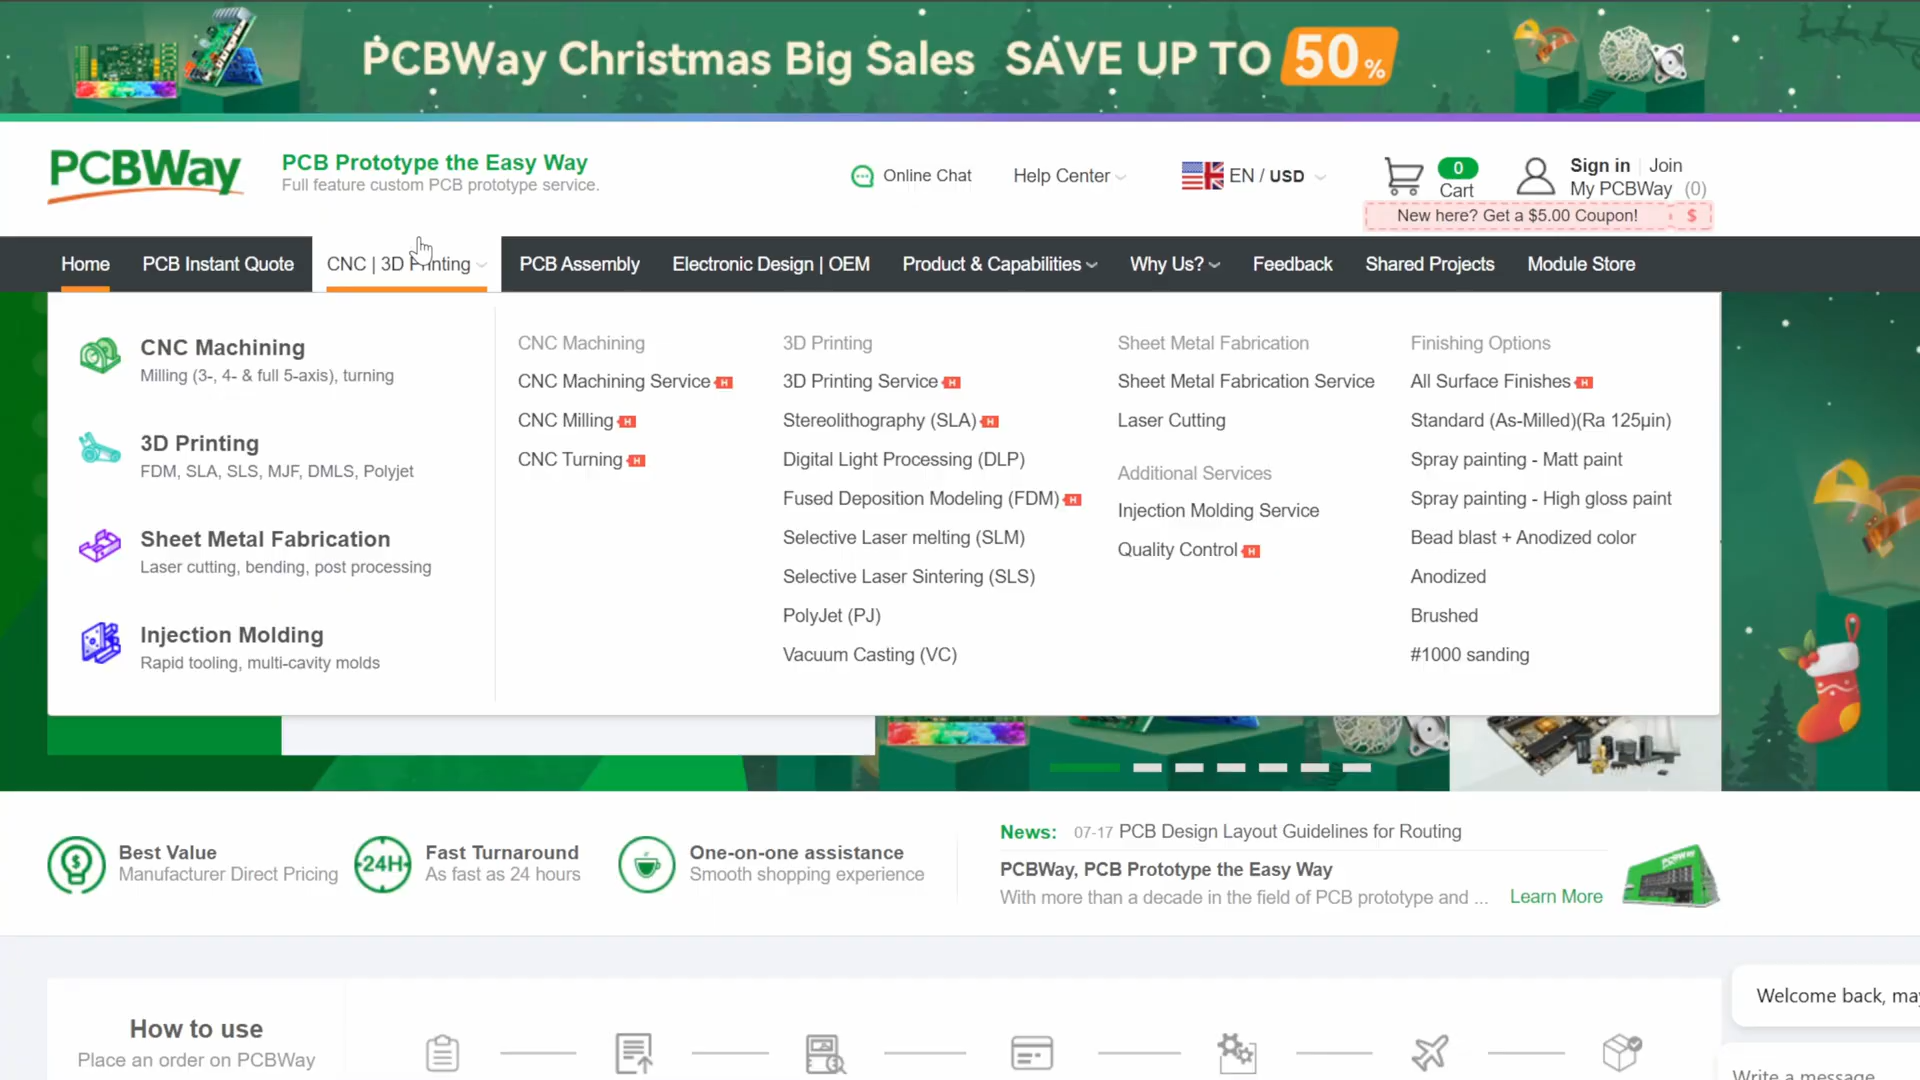 PCBWay Christmas Big Sales SAVE UP TO 50%
PCBWay
PCB Prototype the Easy Way
Full feature custom PCB prototype service.
Online Chat
Help Center
EN / USD
0
Cart
Sign in | Join
My PCBWay (0)
New here? Get a $5.00 Coupon! $
Home
PCB Instant Quote
CNC | 3D Printing
PCB Assembly
Electronic Design | OEM
Product & Capabilities
Why Us?
Feedback
Shared Projects
Module Store
CNC Machining
Milling (3-, 4- & full 5-axis), turning
3D Printing
FDM, SLA, SLS, MJF, DMLS, Polyjet
Sheet Metal Fabrication
Laser cutting, bending, post processing
Injection Molding
Rapid tooling, multi-cavity molds
CNC Machining
CNC Machining Service H
CNC Milling H
CNC Turning H
3D Printing
3D Printing Service H
Stereolithography (SLA) H
Digital Light Processing (DLP)
Fused Deposition Modeling (FDM) H
Selective Laser melting (SLM)
Selective Laser Sintering (SLS)
PolyJet (PJ)
Vacuum Casting (VC)
Sheet Metal Fabrication
Sheet Metal Fabrication Service
Laser Cutting
Additional Services
Injection Molding Service
Quality Control H
Finishing Options
All Surface Finishes H
Standard (As-Milled)(Ra 125μin)
Spray painting - Matt paint
Spray painting - High gloss paint
Bead blast + Anodized color
Anodized
Brushed
#1000 sanding
Best Value
Manufacturer Direct Pricing
24H
Fast Turnaround
As fast as 24 hours
One-on-one assistance
Smooth shopping experience
News: 07-17 PCB Design Layout Guidelines for Routing
PCBWay, PCB Prototype the Easy Way
With more than a decade in the field of PCB prototype and ... Learn More
PCBWay
How to use
Place an order on PCBWay
Welcome back, may
Write a message